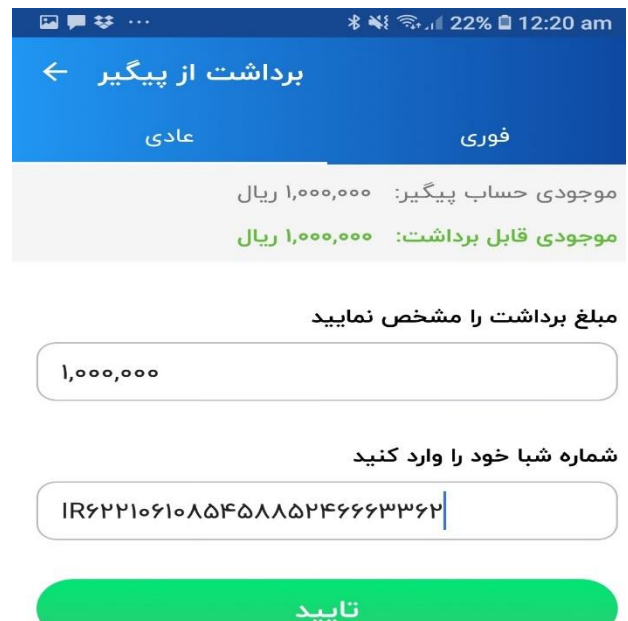 22% 12:20 am
برداشت از پیگیر
فوری
عادی
موجودی حساب پیگیر: ۱,۰۰۰,۰۰۰ ریال
موجودی قابل برداشت: ۱,۰۰۰,۰۰۰ ریال
مبلغ برداشت را مشخص نمایید
۱,۰۰۰,۰۰۰
شماره شبا خود را وارد کنید
IR۶۲۲۱۰۶۱۰۸۵۴۵۸۸۵۲۴۶۶۶۳۳۶۲
تایید